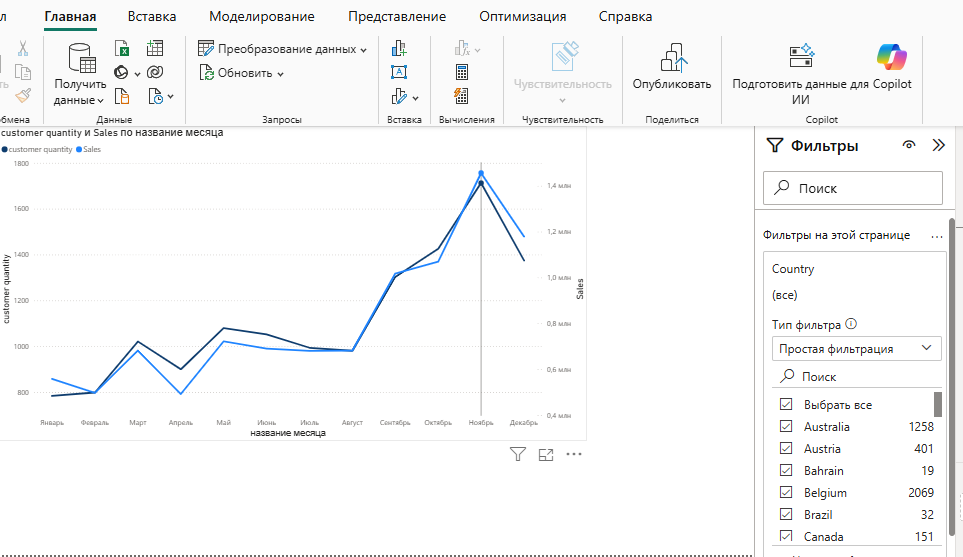 л Главная Вставка Моделирование Представление Оптимизация Справка
Преобразование данных
Обновить
Получить данные
Чувствительность
Опубликовать
Подготовить данные для ИИ
Copilot
бмена Данные Запросы Вставка Вычисления Чувствительность Поделиться Copilot
customer quantity и Sales по название месяца
customer quantity Sales
1800
1600
1400
1200
1000
800
customer quantity
1,4 млн
1,2 млн
1,0 млн
0,8 млн
0,6 млн
0,4 млн
Sales
Январь Февраль Март Апрель Май Июнь Июль Август Сентябрь Октябрь Ноябрь Декабрь
название месяца
Фильтры
Поиск
Фильтры на этой странице
Country
(все)
Тип фильтра
Простая фильтрация
Поиск
Выбрать все
Australia 1258
Austria 401
Bahrain 19
Belgium 2069
Brazil 32
Canada 151